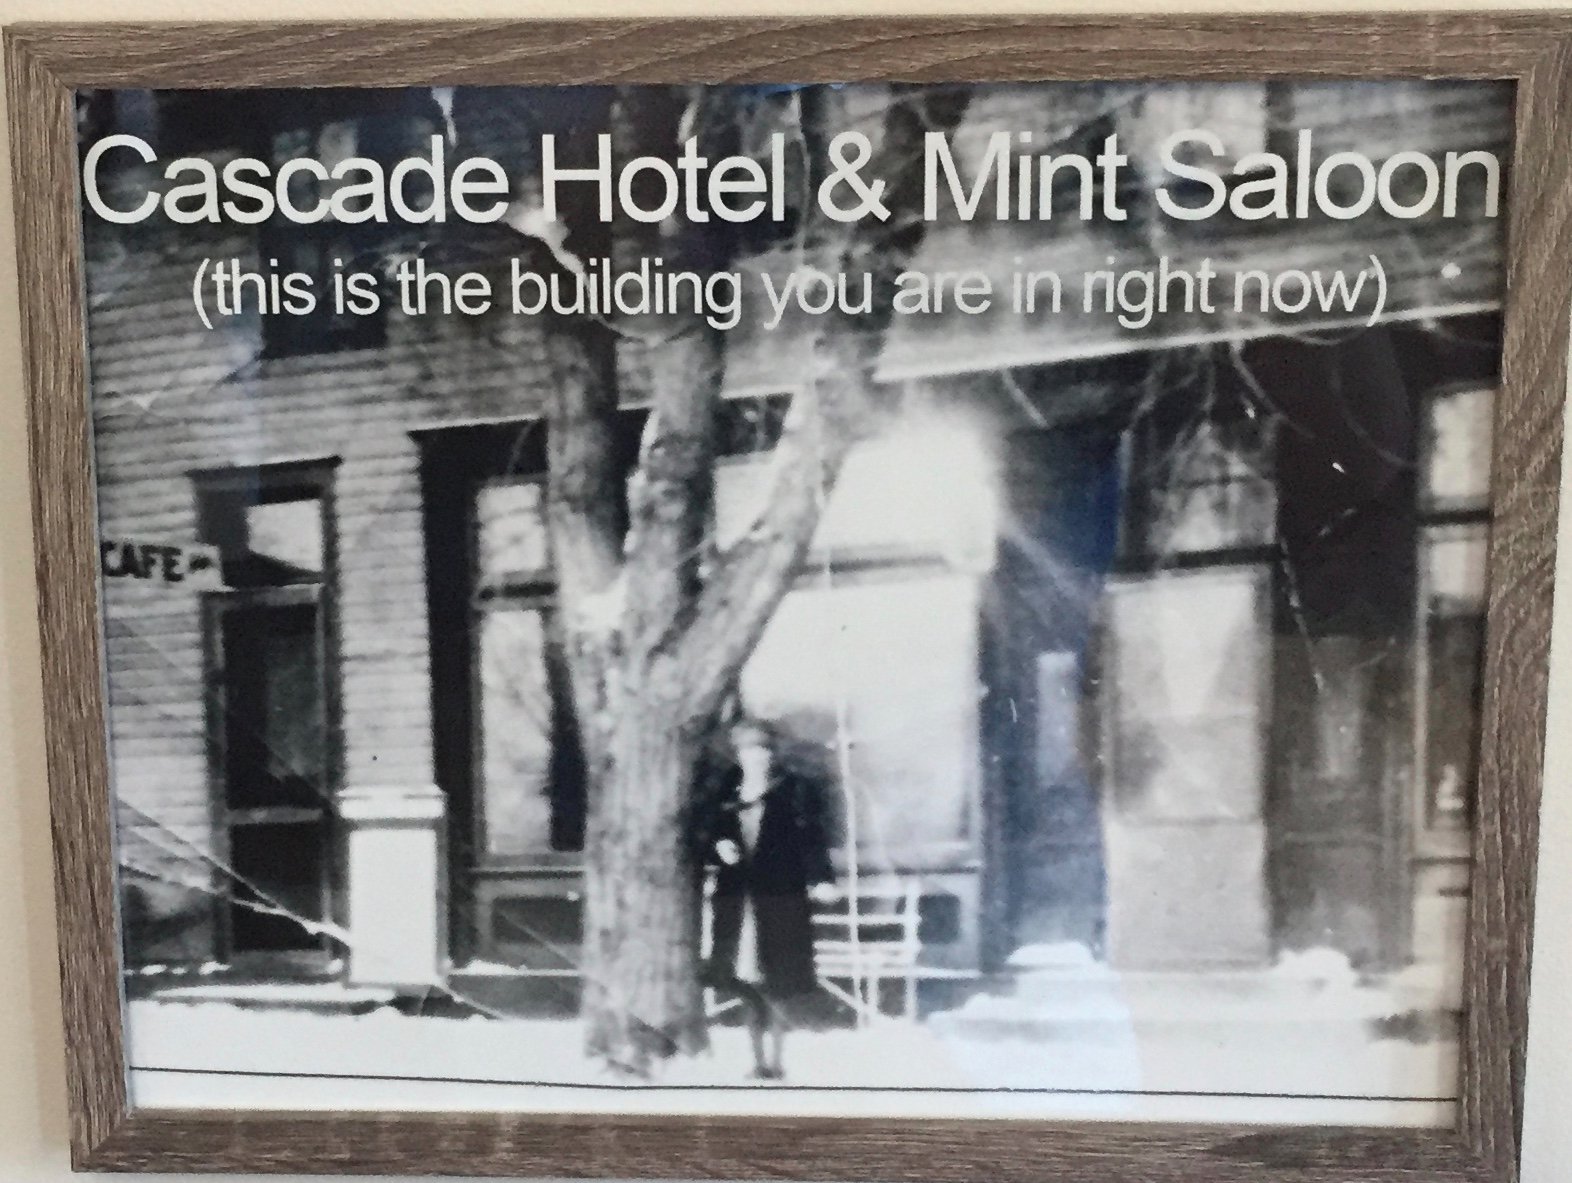 Cascade Hotel & Mint Saloon
(this is the building you are in right now)
CAFE